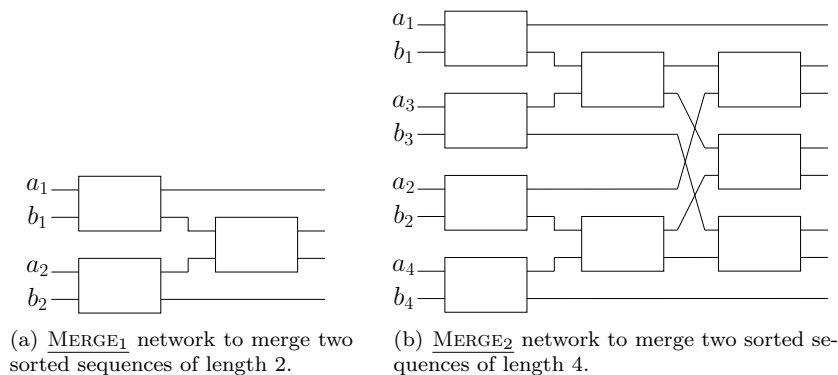 a1
b1
a3
b3
a2
b2
a4
b4
a1
b1
a2
b2
(a) MERGE1 network to merge two
sorted sequences of length 2.
(b) MERGE2 network to merge two sorted se-
quences of length 4.